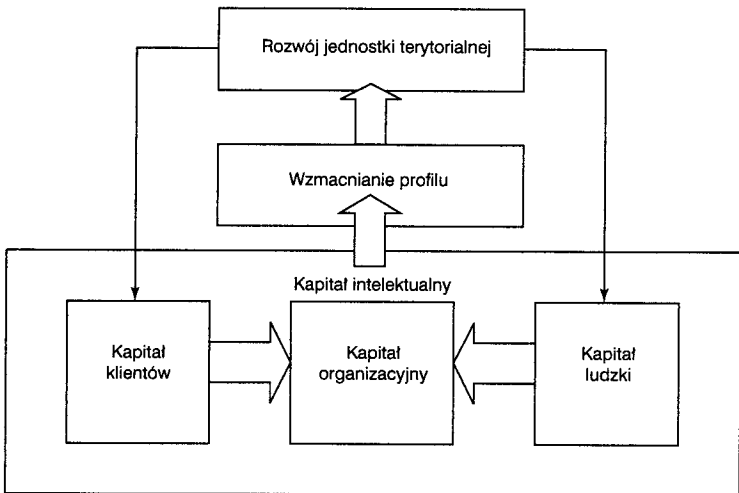 Rozwój jednostki terytorialnej
Wzmacnianie profilu
Kapitał intelektualny
Kapitał
klientów
Kapitał
organizacyjny
Kapitał
ludzki